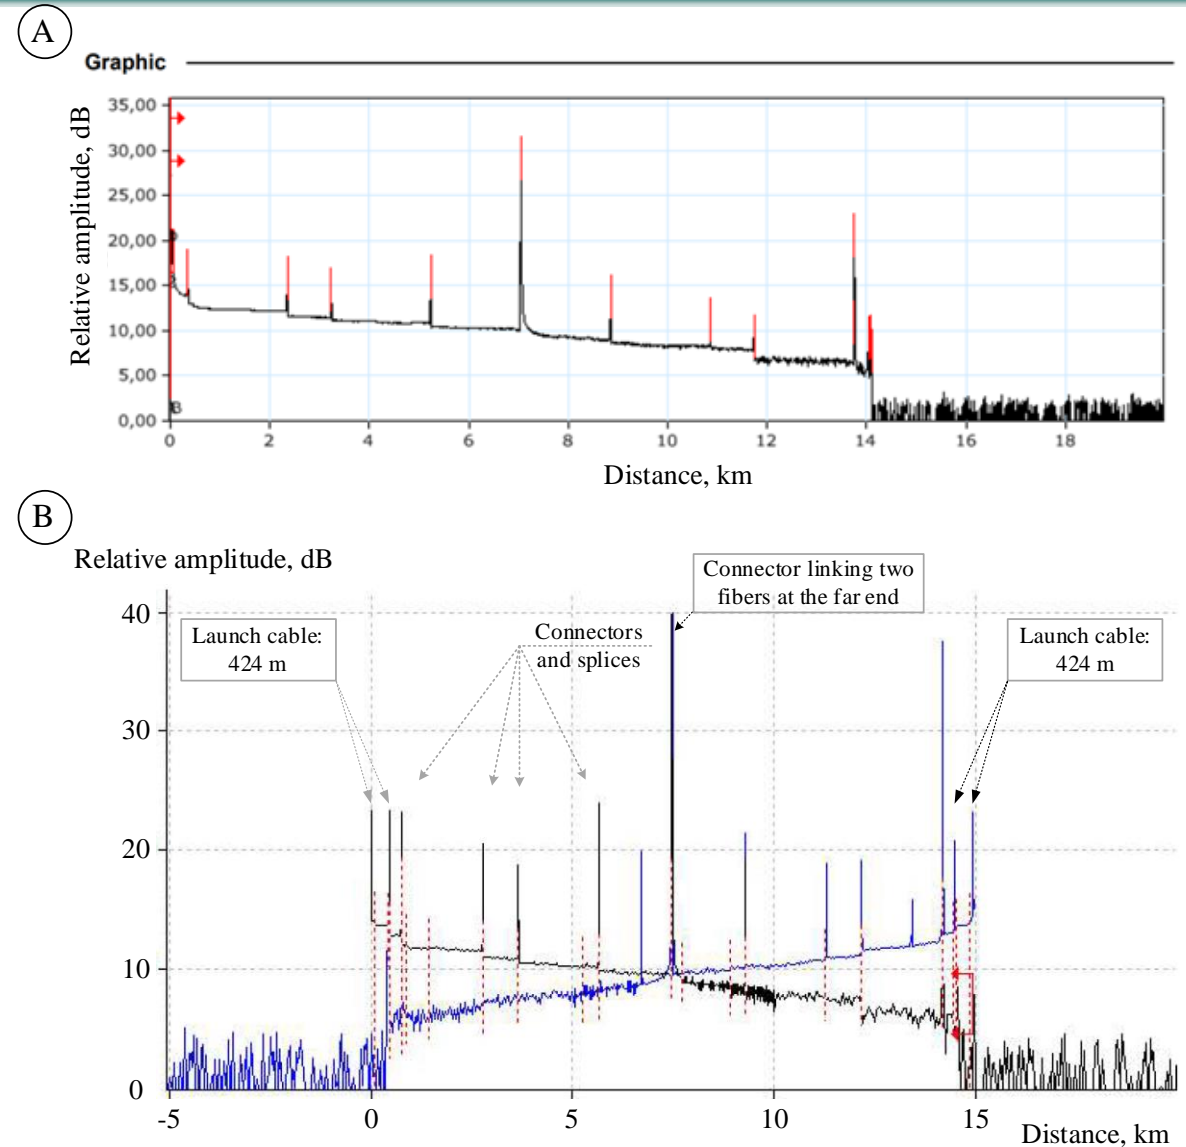 A
Graphic
Relative amplitude, dB
35,00
30,00
25,00
20,00
15,00
10,00
5,00
0,00
B
0 2 4 6 8 10 12 14 16 18
Distance, km
B
Relative amplitude, dB
Connector linking two
fibers at the far end
Launch cable:
424 m
Connectors
and splices
Launch cable:
424 m
40
30
20
10
0
-5 0 5 10 15
Distance, km